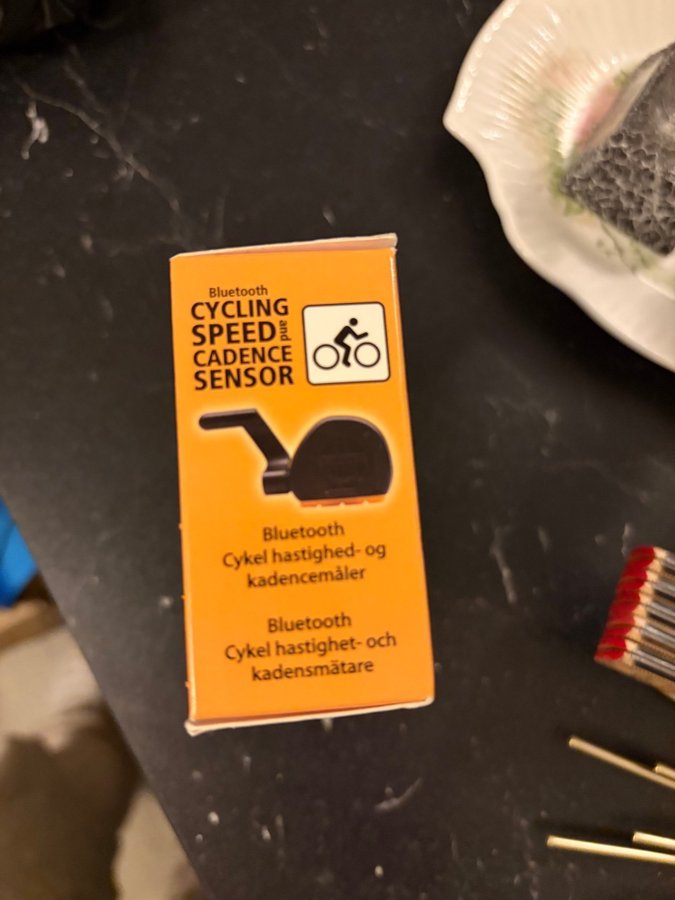 Bluetooth
CYCLING
SPEED and
CADENCE
SENSOR
Bluetooth
Cykel hastighed- og
kadencemåler
Bluetooth
Cykel hastighet- och
kadensmätare